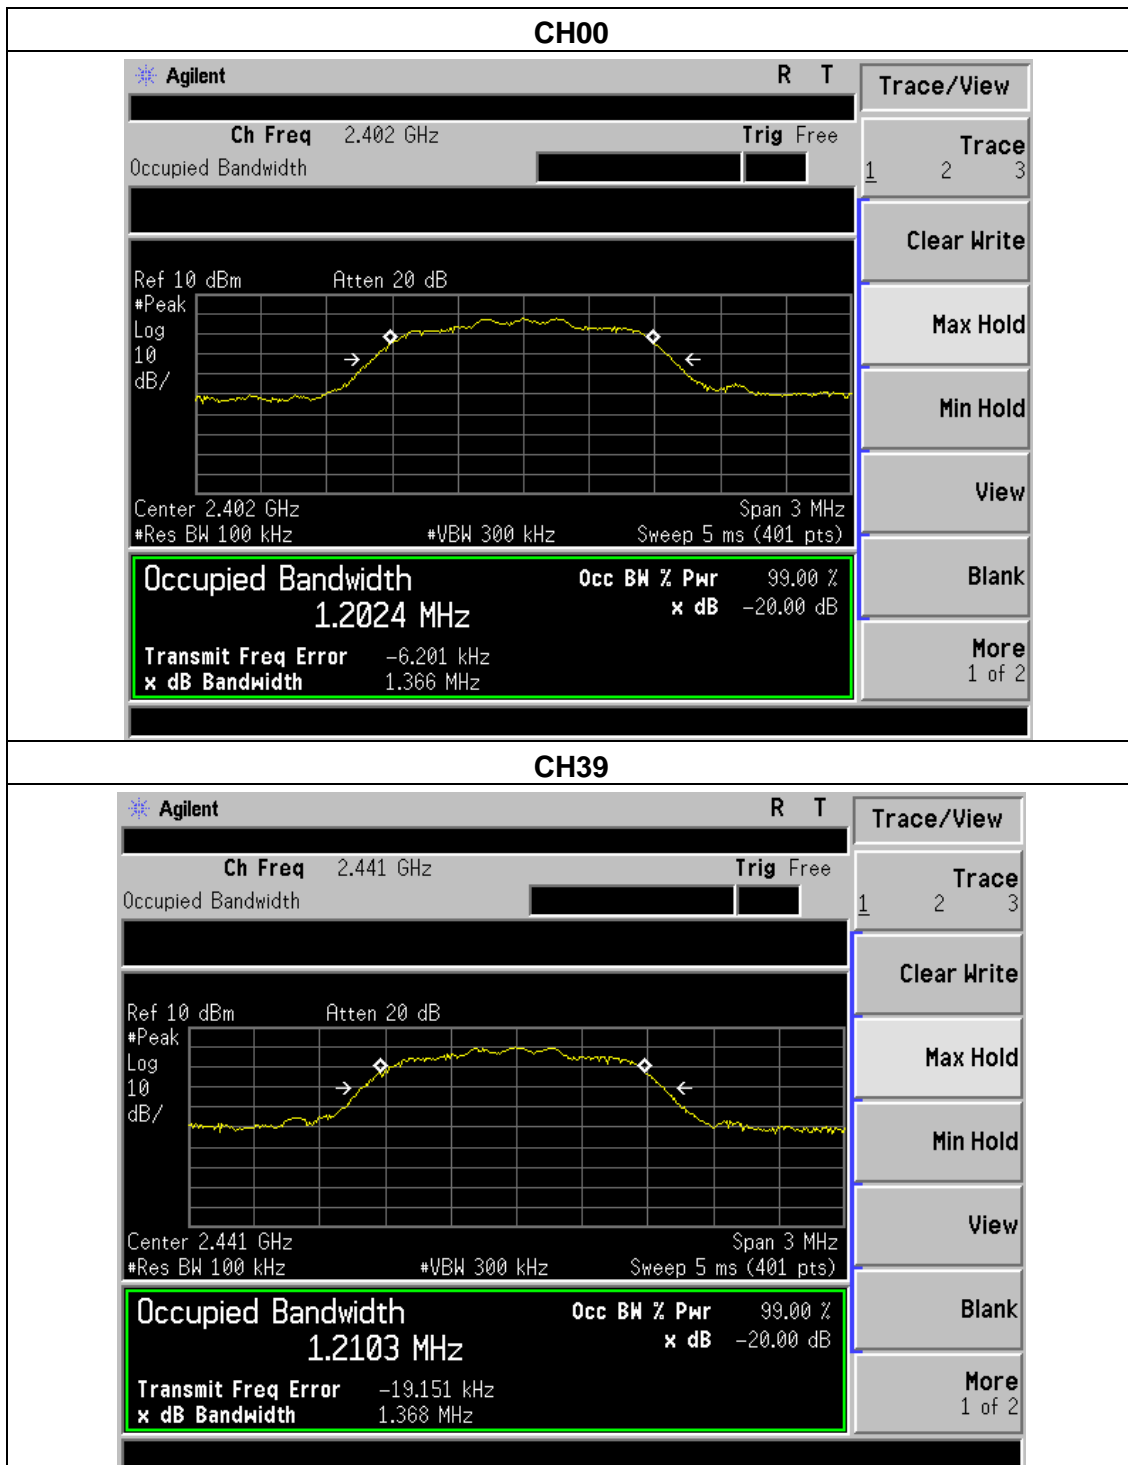 CH00
Agilent R T
Trace/View
Ch Freq 2.402 GHz Trig Free
Occupied Bandwidth
Trace
1 2 3
Clear Write
Ref 10 dBm Atten 20 dB
#Peak
Log
10
dB/
Max Hold
Min Hold
View
Center 2.402 GHz Span 3 MHz
#Res BW 100 kHz #VBW 300 kHz Sweep 5 ms (401 pts)
Occupied Bandwidth Occ BW % Pwr 99.00 %
1.2024 MHz x dB -20.00 dB
Blank
Transmit Freq Error -6.201 kHz
x dB Bandwidth 1.366 MHz
More
1 of 2
CH39
Agilent R T
Trace/View
Ch Freq 2.441 GHz Trig Free
Occupied Bandwidth
Trace
1 2 3
Clear Write
Ref 10 dBm Atten 20 dB
#Peak
Log
10
dB/
Max Hold
Min Hold
View
Center 2.441 GHz Span 3 MHz
#Res BW 100 kHz #VBW 300 kHz Sweep 5 ms (401 pts)
Occupied Bandwidth Occ BW % Pwr 99.00 %
1.2103 MHz x dB -20.00 dB
Blank
Transmit Freq Error -19.151 kHz
x dB Bandwidth 1.368 MHz
More
1 of 2